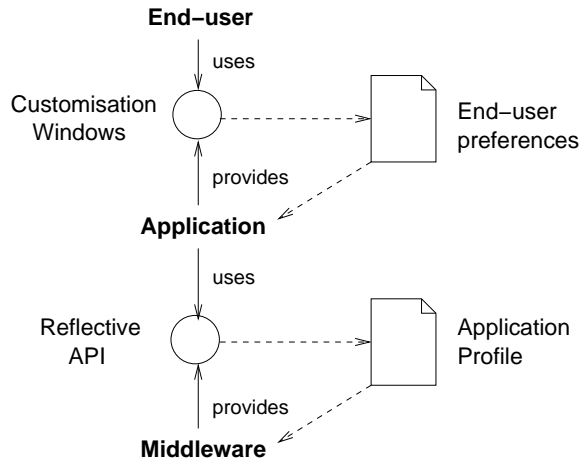 End−user
uses
Customisation
Windows
End−user
preferences
provides
Application
uses
Reflective
API
Application
Profile
provides
Middleware